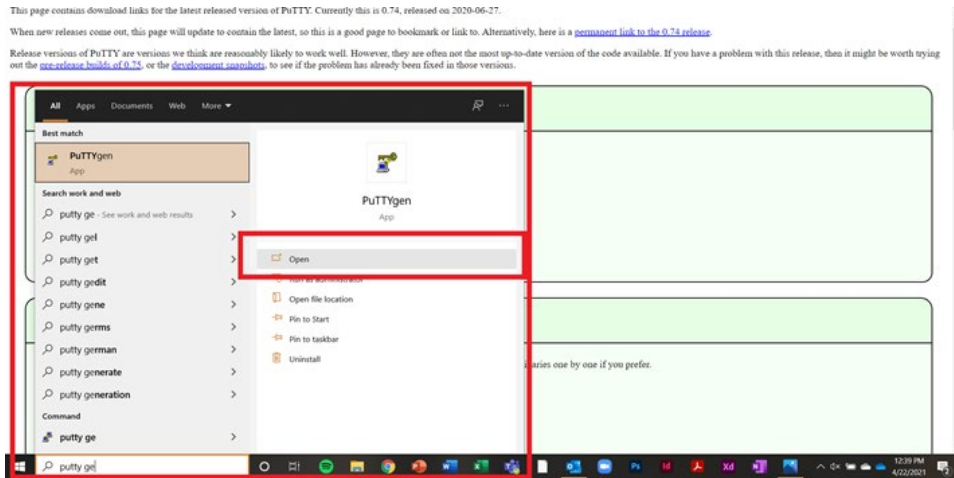 This page contains download links for the latest released version of PuTTY. Currently this is 0.74, released on 2020-06-27.
When new releases come out, this page will update to contain the latest, so this is a good page to bookmark or link to. Alternatively, here is a permanent link to the 0.74 release.
Release versions of PuTTY are versions we think are reasonably likely to work well. However, they are often not the most up-to-date version of the code available. If you have a problem with this release, then it might be worth trying
out the pre-release builds of 0.75, or the development snapshots, to see if the problem has already been fixed in those versions.
All Apps Documents Web More
Best match
PuTTYgen
App
Search work and web
putty ge - See work and web results
putty gel
putty get
putty gedit
putty gene
putty germs
putty german
putty generate
putty generation
Command
putty ge
PuTTYgen
App
Open
Run as administrator
Open file location
Pin to Start
Pin to taskbar
Uninstall
one by one if you prefer.
putty ge
Ps Id Xd
12:39 PM
4/22/2021